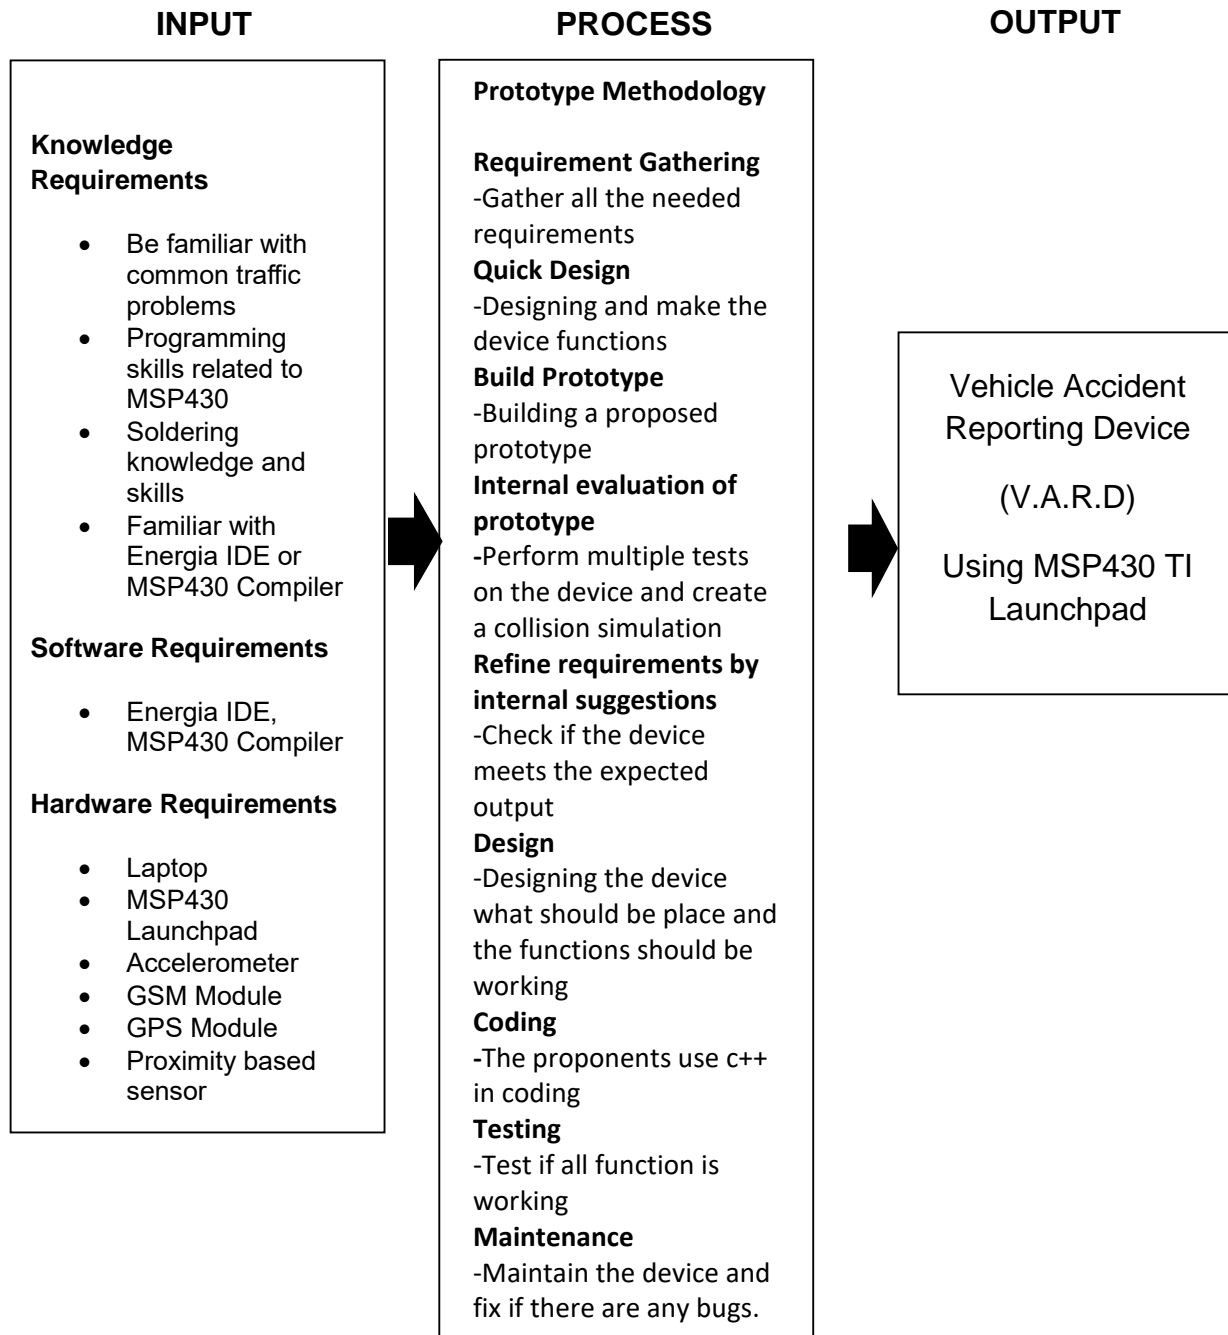 INPUT
Knowledge
Requirements
• Be familiar with
common traffic
problems
• Programming
skills related to
MSP430
• Soldering
knowledge and
skills
• Familiar with
Energia IDE or
MSP430 Compiler
Software Requirements
• Energia IDE,
MSP430 Compiler
Hardware Requirements
• Laptop
• MSP430
Launchpad
• Accelerometer
• GSM Module
• GPS Module
• Proximity based
sensor
PROCESS
Prototype Methodology
Requirement Gathering
-Gather all the needed
requirements
Quick Design
-Designing and make the
device functions
Build Prototype
-Building a proposed
prototype
Internal evaluation of
prototype
-Perform multiple tests
on the device and create
a collision simulation
Refine requirements by
internal suggestions
-Check if the device
meets the expected
output
Design
-Designing the device
what should be place and
the functions should be
working
Coding
-The proponents use c++
in coding
Testing
-Test if all function is
working
Maintenance
-Maintain the device and
fix if there are any bugs.
OUTPUT
Vehicle Accident
Reporting Device
(V.A.R.D)
Using MSP430 TI
Launchpad